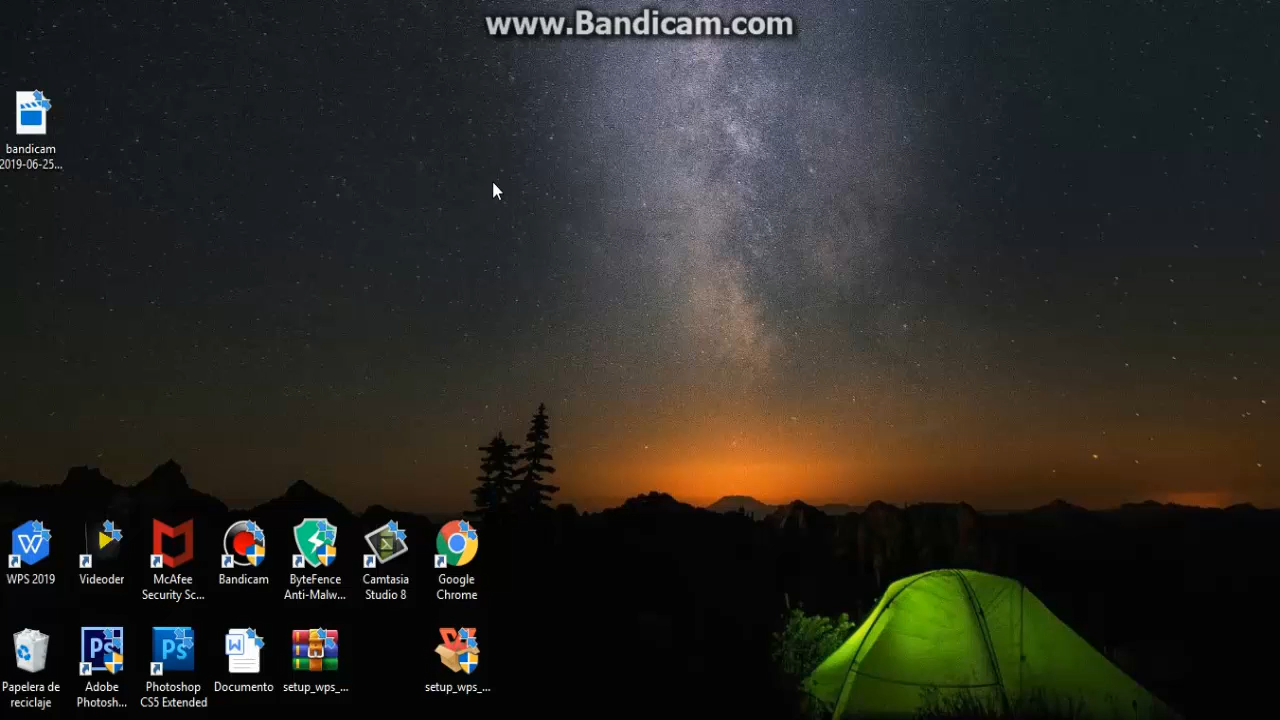 www.Bandicam.com
bandicam
2019-06-25...
WPS 2019
Videoder
McAfee
Security Sc...
Bandicam
ByteFence
Anti-Malw...
Camtasia
Studio 8
Google
Chrome
Papelera de
reciclaje
Adobe
Photosh...
Photoshop
CS5 Extended
Documento
setup_wps_...
setup_wps_...